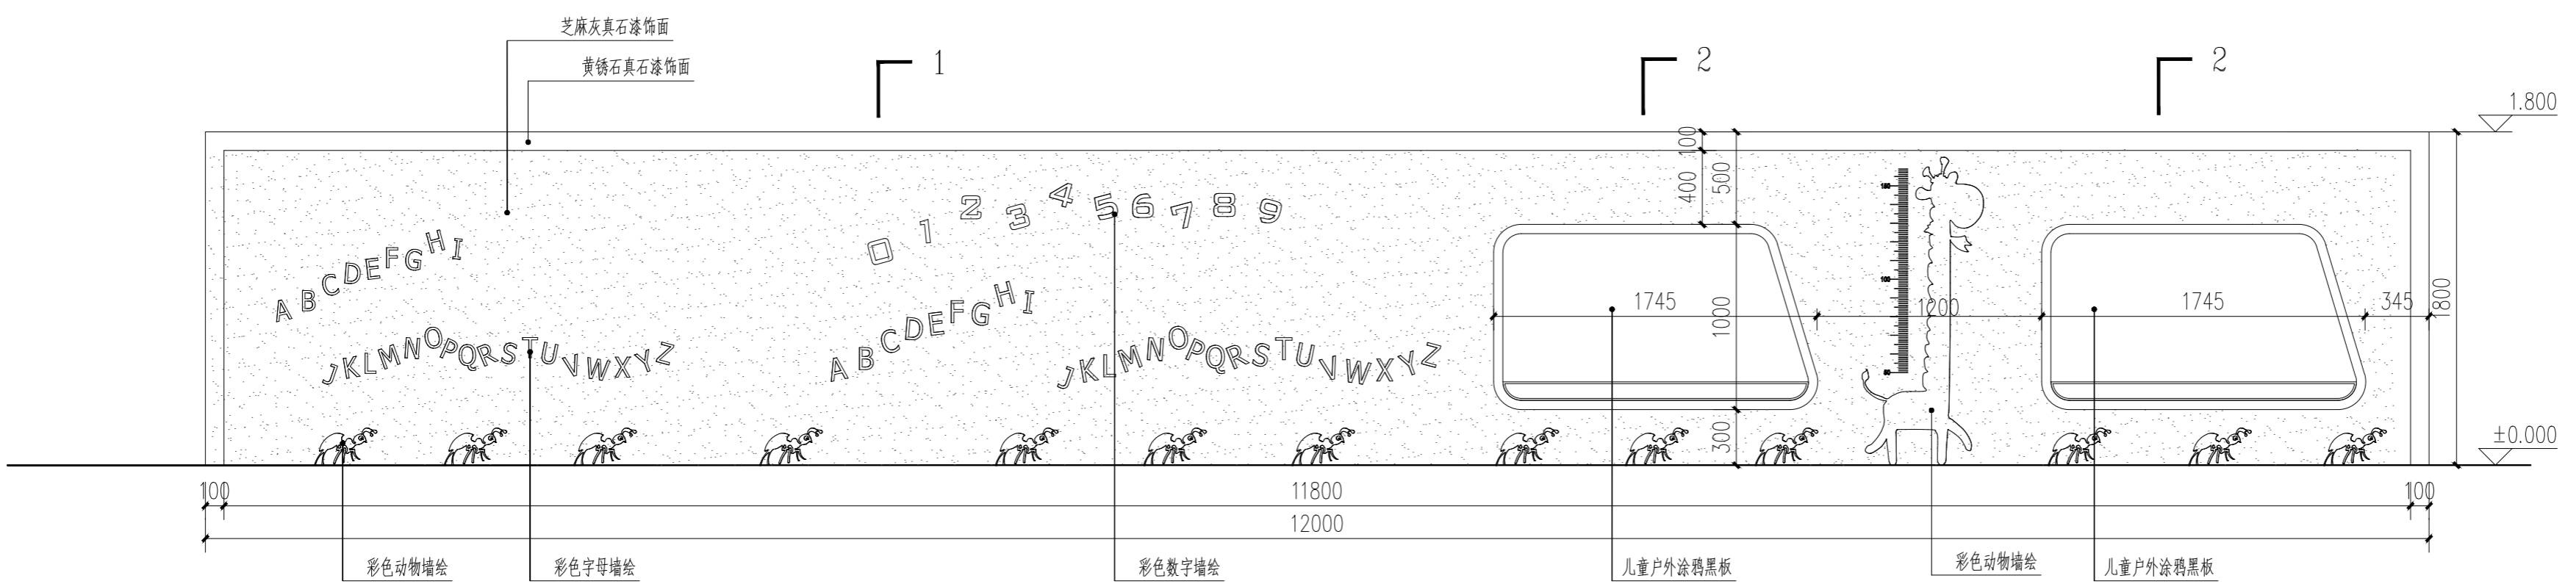 芝麻灰真石漆饰面
黄锈石真石漆饰面
1
2
2
1.800
100
400
500
0 1 2 3 4 5 6 7 8 9
150
100
50
A B C D E F G H I
J K L M N O P Q R S T U V W X Y Z
A B C D E F G H I
J K L M N O P Q R S T U V W X Y Z
1745
1000
1200
1745
345
1800
300
±0.000
100
11800
100
12000
彩色动物墙绘
彩色字母墙绘
彩色数字墙绘
儿童户外涂鸦黑板
彩色动物墙绘
儿童户外涂鸦黑板